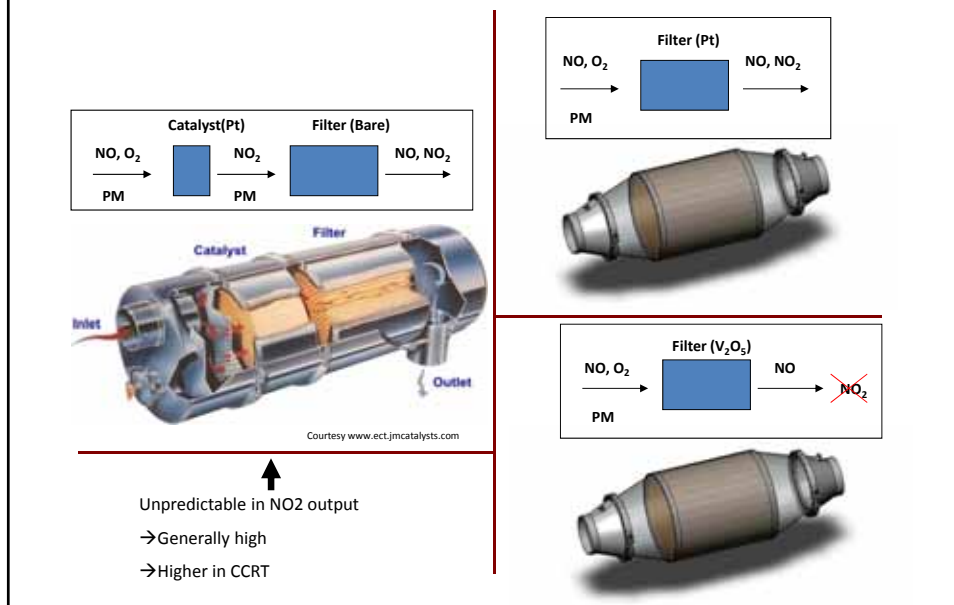 Catalyst(Pt) Filter (Bare)
NO, O₂ NO₂ NO, NO₂
PM PM
Catalyst
Filter
Inlet
Outlet
Courtesy www.ect.jmcatalysts.com
Unpredictable in NO2 output
→Generally high
→Higher in CCRT
Filter (Pt)
NO, O₂ NO, NO₂
PM
Filter (V₂O₅)
NO, O₂ NO NO₂
PM